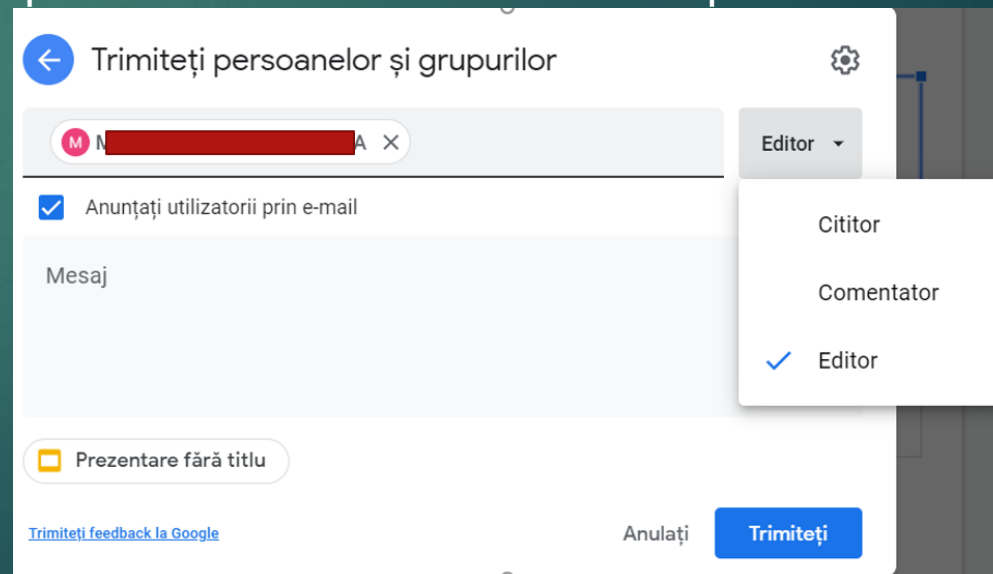 Trimiteți persoanelor și grupurilor
M A
Editor
Anunțați utilizatorii prin e-mail
Cititor
Mesaj
Comentator
Editor
Prezentare fără titlu
Trimiteți feedback la Google
Anulați
Trimiteți